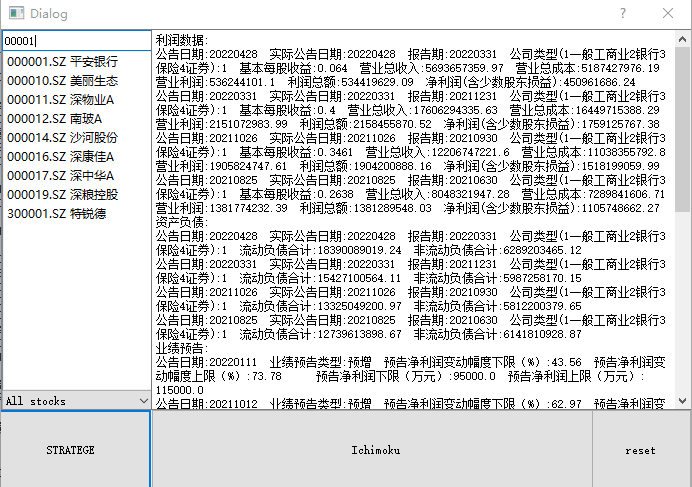 Dialog
00001
000001.SZ 平安银行
000010.SZ 美丽生态
000011.SZ 深物业A
000012.SZ 南玻A
000014.SZ 沙河股份
000016.SZ 深康佳A
000017.SZ 深中华A
000019.SZ 深粮控股
300001.SZ 特锐德
All stocks
利润数据:
公告日期:20220428 实际公告日期:20220428 报告期:20220331 公司类型(1一般工商业2银行3
保险4证券):1 基本每股收益:0.064 营业总收入:5693657359.97 营业总成本:5187427976.19
营业利润:536244101.1 利润总额:534419629.09 净利润(含少数股东损益):450961686.24
公告日期:20220331 实际公告日期:20220331 报告期:20211231 公司类型(1一般工商业2银行3
保险4证券):1 基本每股收益:0.4 营业总收入:17606294335.63 营业总成本:16449715388.29
营业利润:2151072983.99 利润总额:2158455870.52 净利润(含少数股东损益):1759125767.38
公告日期:20211026 实际公告日期:20211026 报告期:20210930 公司类型(1一般工商业2银行3
保险4证券):1 基本每股收益:0.3461 营业总收入:12206747221.6 营业总成本:11038355792.8
营业利润:1905824747.61 利润总额:1904200888.16 净利润(含少数股东损益):1518199059.99
公告日期:20210825 实际公告日期:20210825 报告期:20210630 公司类型(1一般工商业2银行3
保险4证券):1 基本每股收益:0.2638 营业总收入:8048321947.28 营业总成本:7289841606.71
营业利润:1381774232.39 利润总额:1381289548.03 净利润(含少数股东损益):1105748662.27
资产负债:
公告日期:20220428 实际公告日期:20220428 报告期:20220331 公司类型(1一般工商业2银行3
保险4证券):1 流动负债合计:18390089019.24 非流动负债合计:6289203465.12
公告日期:20220331 实际公告日期:20220331 报告期:20211231 公司类型(1一般工商业2银行3
保险4证券):1 流动负债合计:15427100564.11 非流动负债合计:5987258170.15
公告日期:20211026 实际公告日期:20211026 报告期:20210930 公司类型(1一般工商业2银行3
保险4证券):1 流动负债合计:13325049200.97 非流动负债合计:5812200379.65
公告日期:20210825 实际公告日期:20210825 报告期:20210630 公司类型(1一般工商业2银行3
保险4证券):1 流动负债合计:12739613898.67 非流动负债合计:6141810928.87
业绩预告:
公告日期:20220111 业绩预告类型:预增 预告净利润变动幅度下限（%）:43.56 预告净利润变
动幅度上限（%）:73.78 预告净利润下限（万元）:95000.0 预告净利润上限（万元）:
115000.0
公告日期:20211012 业绩预告类型:预增 预告净利润变动幅度下限（%）:62.97 预告净利润变
STRATEGE
Ichimoku
reset